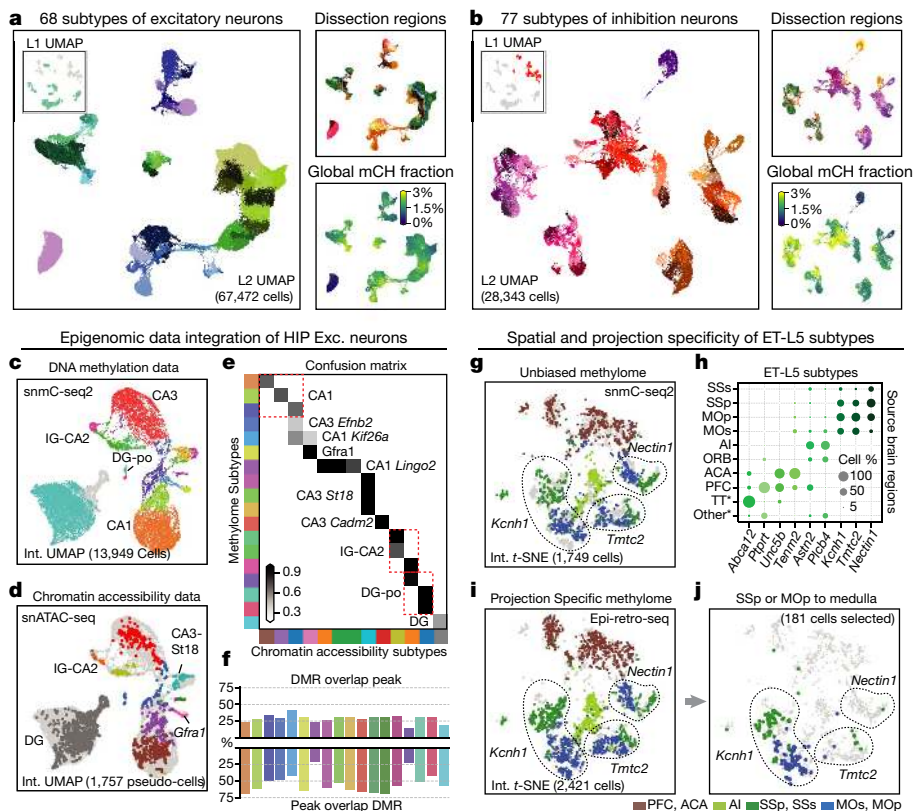 a 68 subtypes of excitatory neurons
L1 UMAP
L2 UMAP
(67,472 cells)
Dissection regions
Global mCH fraction
3%
1.5%
0%
b 77 subtypes of inhibition neurons
L1 UMAP
L2 UMAP
(28,343 cells)
Dissection regions
Global mCH fraction
3%
1.5%
0%
Epigenomic data integration of HIP Exc. neurons
c DNA methylation data
snmC-seq2
CA3
IG-CA2
DG-po
CA1
Int. UMAP (13,949 Cells)
d Chromatin accessibility data
snATAC-seq
CA3-
St18
IG-CA2
DG
Gfra1
Int. UMAP (1,757 pseudo-cells)
e Confusion matrix
Methylome Subtypes
CA1
CA3 Efnb2
CA1 Kif26a
Gfra1
CA1 Lingo2
CA3 St18
CA3 Cadm2
IG-CA2
DG-po
DG
0.9
0.6
0.3
Chromatin accessibility subtypes
f DMR overlap peak
75
50
25
%
25
50
75
Peak overlap DMR
Spatial and projection specificity of ET-L5 subtypes
g Unbiased methylome
snmC-seq2
Nectin1
Kcnh1
Tmtc2
Int. t-SNE (1,749 cells)
h ET-L5 subtypes
SSs
SSp
MOp
MOs
AI
ORB
ACA
PFC
TT*
Other*
Source brain
regions
Cell %
100
50
5
Abca12
Ptprt
Unc5b
Tenm2
Astn2
Plcb4
Kcnh1
Tmtc2
Nectin1
i Projection Specific methylome
Epi-retro-seq
Nectin1
Kcnh1
Tmtc2
Int. t-SNE (2,421 cells)
j SSp or MOp to medulla
(181 cells selected)
Nectin1
Kcnh1
Tmtc2
PFC, ACA AI SSp, SSs MOs, MOp